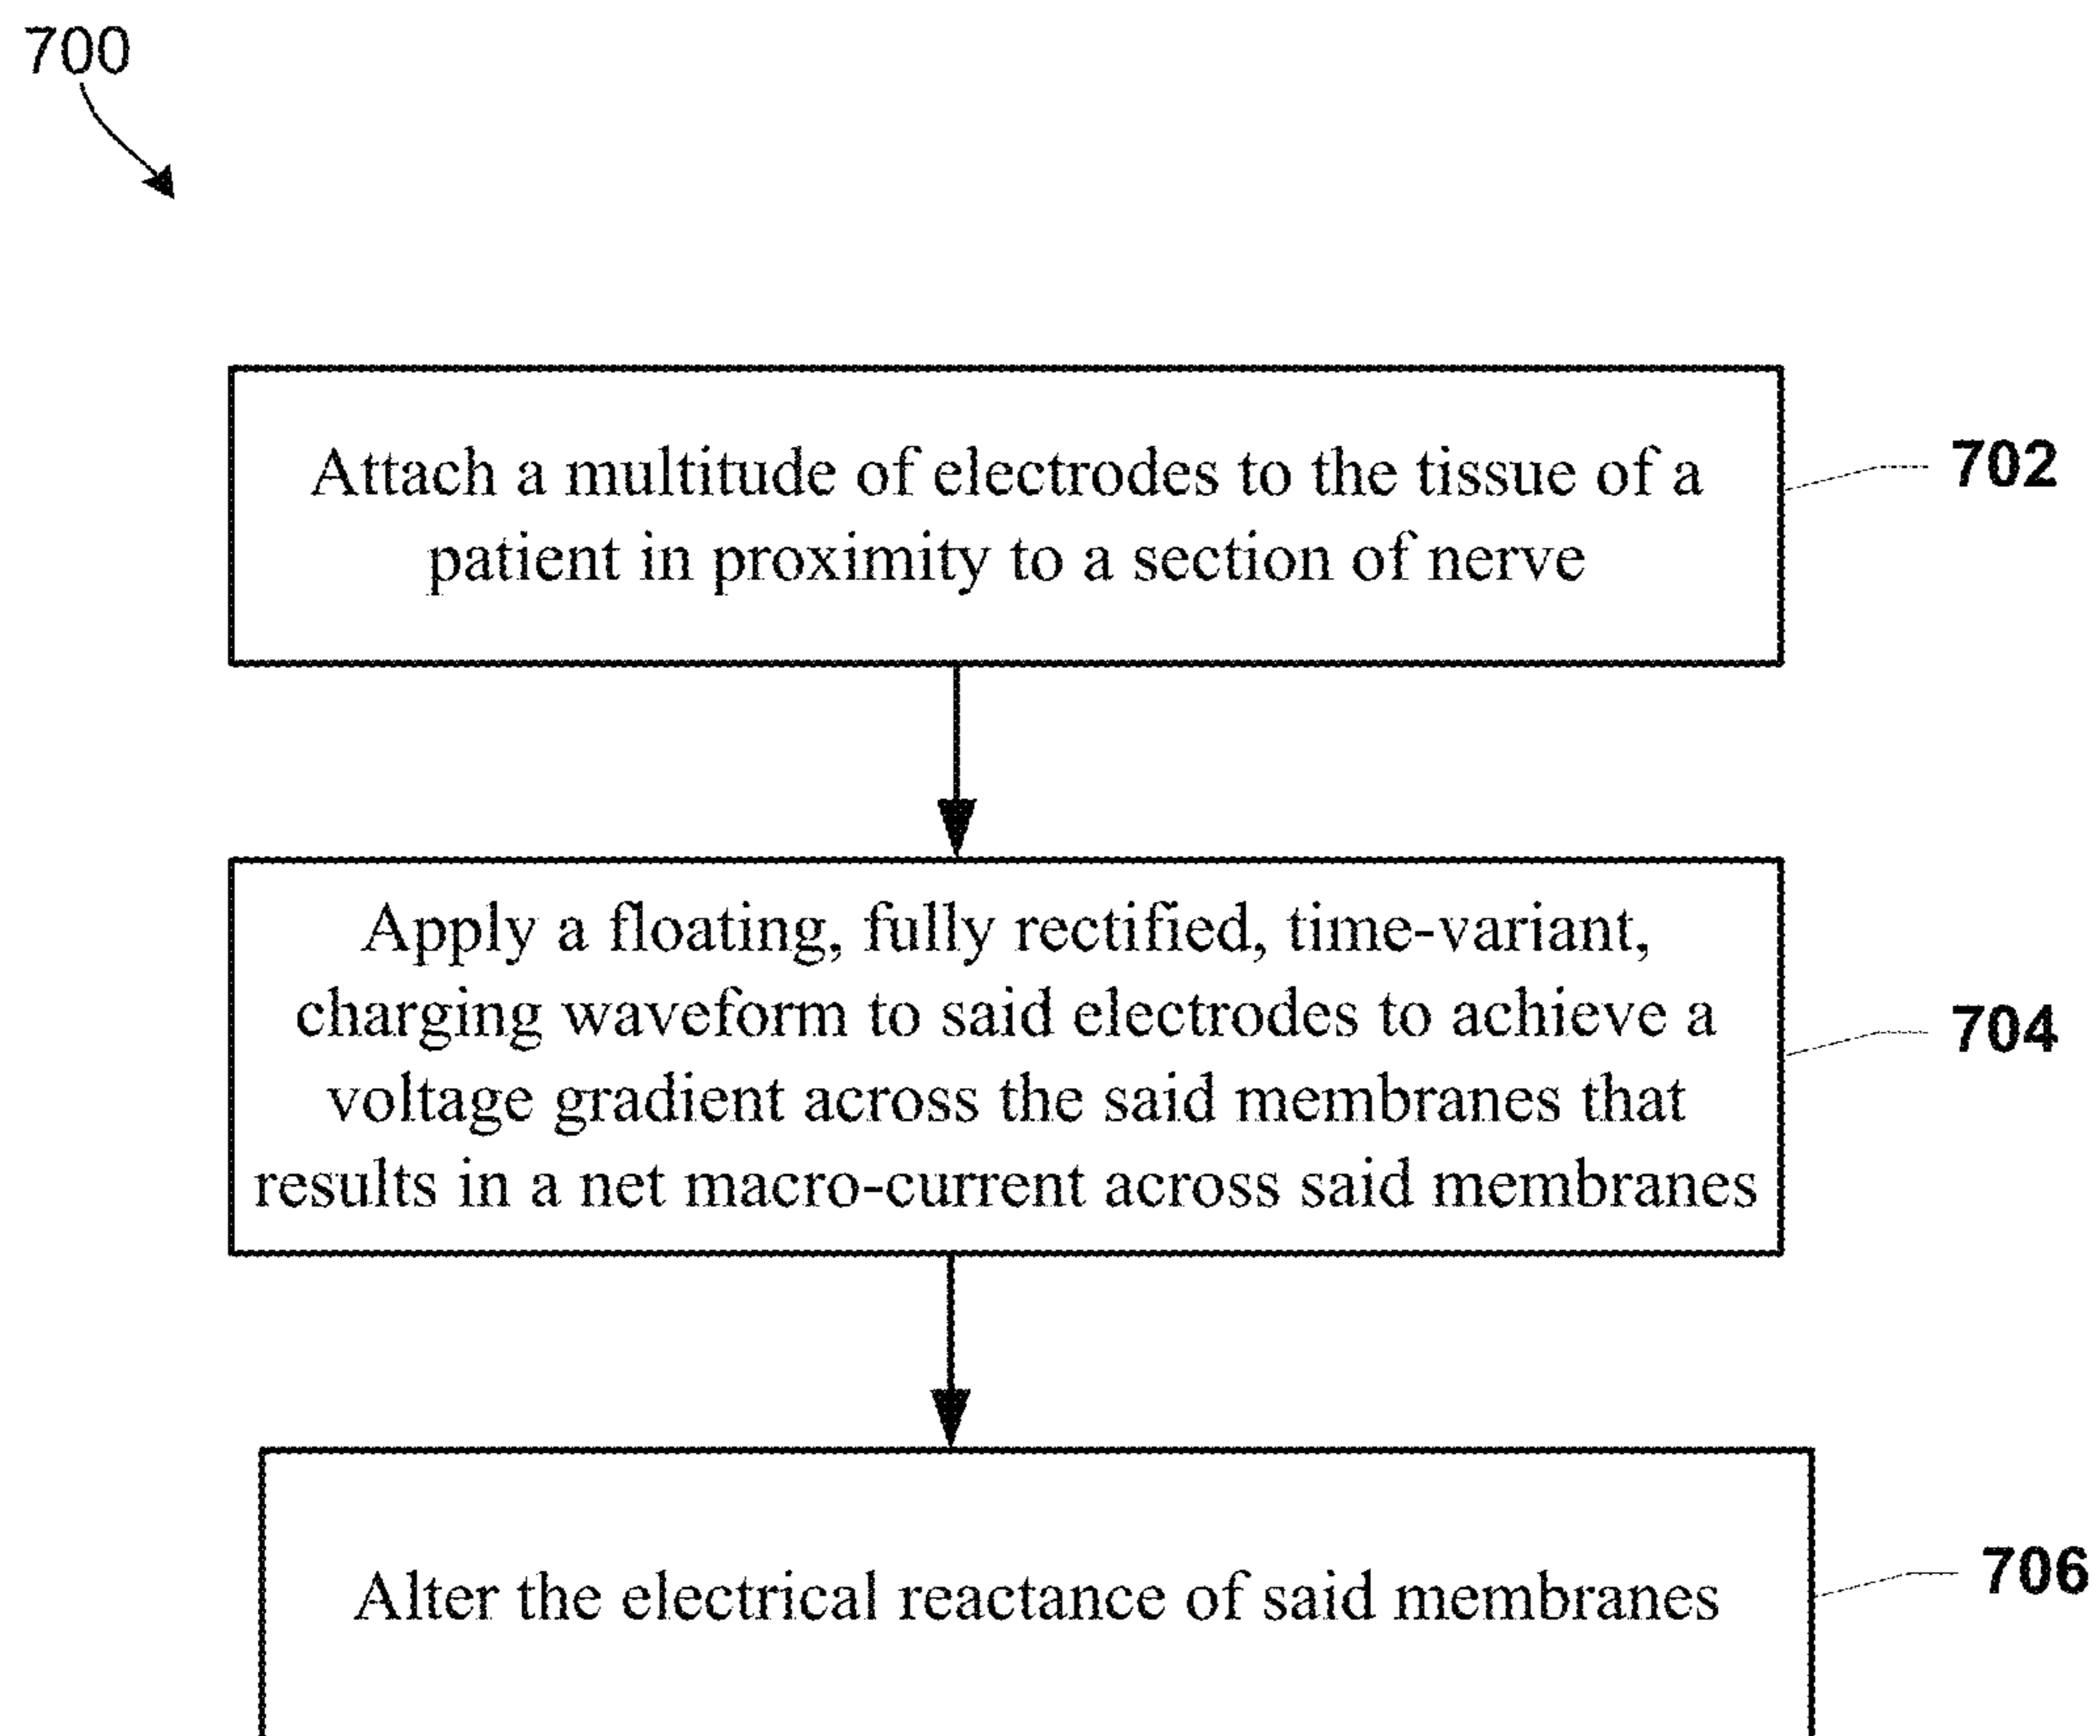 700
Attach a multitude of electrodes to the tissue of a
patient in proximity to a section of nerve
702
Apply a floating, fully rectified, time-variant,
charging waveform to said electrodes to achieve a
voltage gradient across the said membranes that
results in a net macro-current across said membranes
704
Alter the electrical reactance of said membranes
706